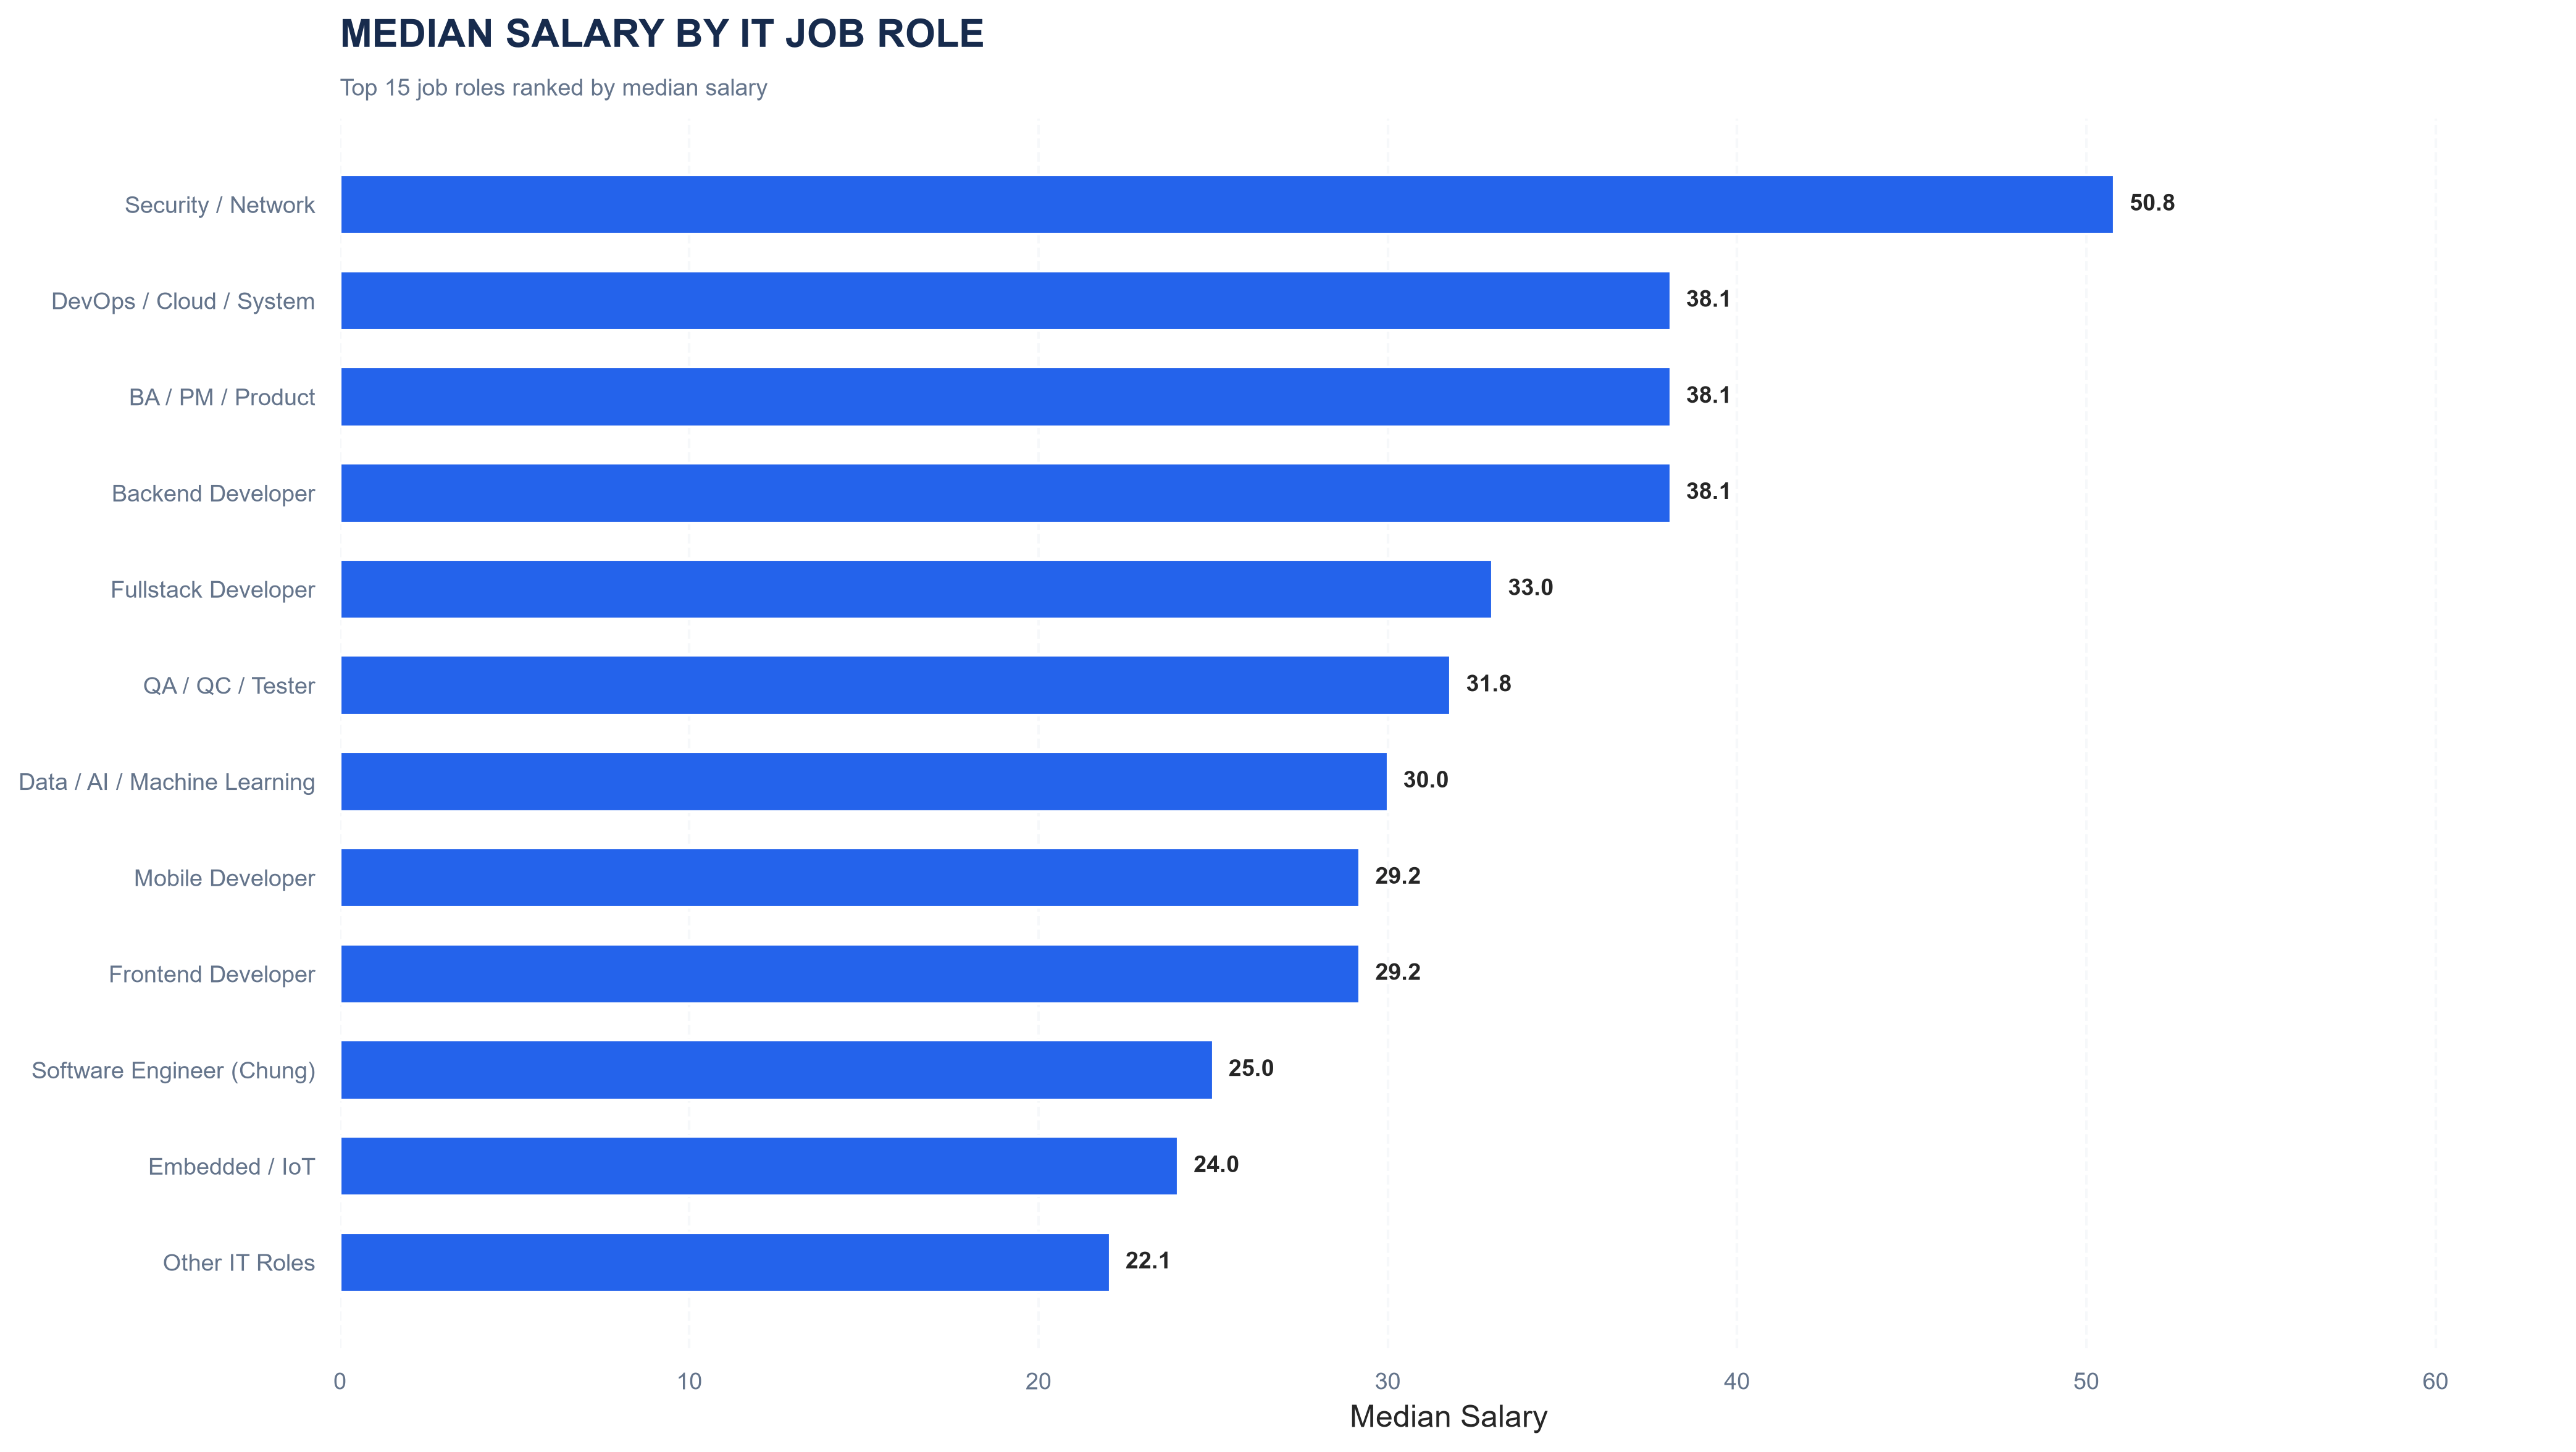 MEDIAN SALARY BY IT JOB ROLE
Top 15 job roles ranked by median salary
Security / Network 50.8
DevOps / Cloud / System 38.1
BA / PM / Product 38.1
Backend Developer 38.1
Fullstack Developer 33.0
QA / QC / Tester 31.8
Data / AI / Machine Learning 30.0
Mobile Developer 29.2
Frontend Developer 29.2
Software Engineer (Chung) 25.0
Embedded / IoT 24.0
Other IT Roles 22.1
0 10 20 30 40 50 60
Median Salary